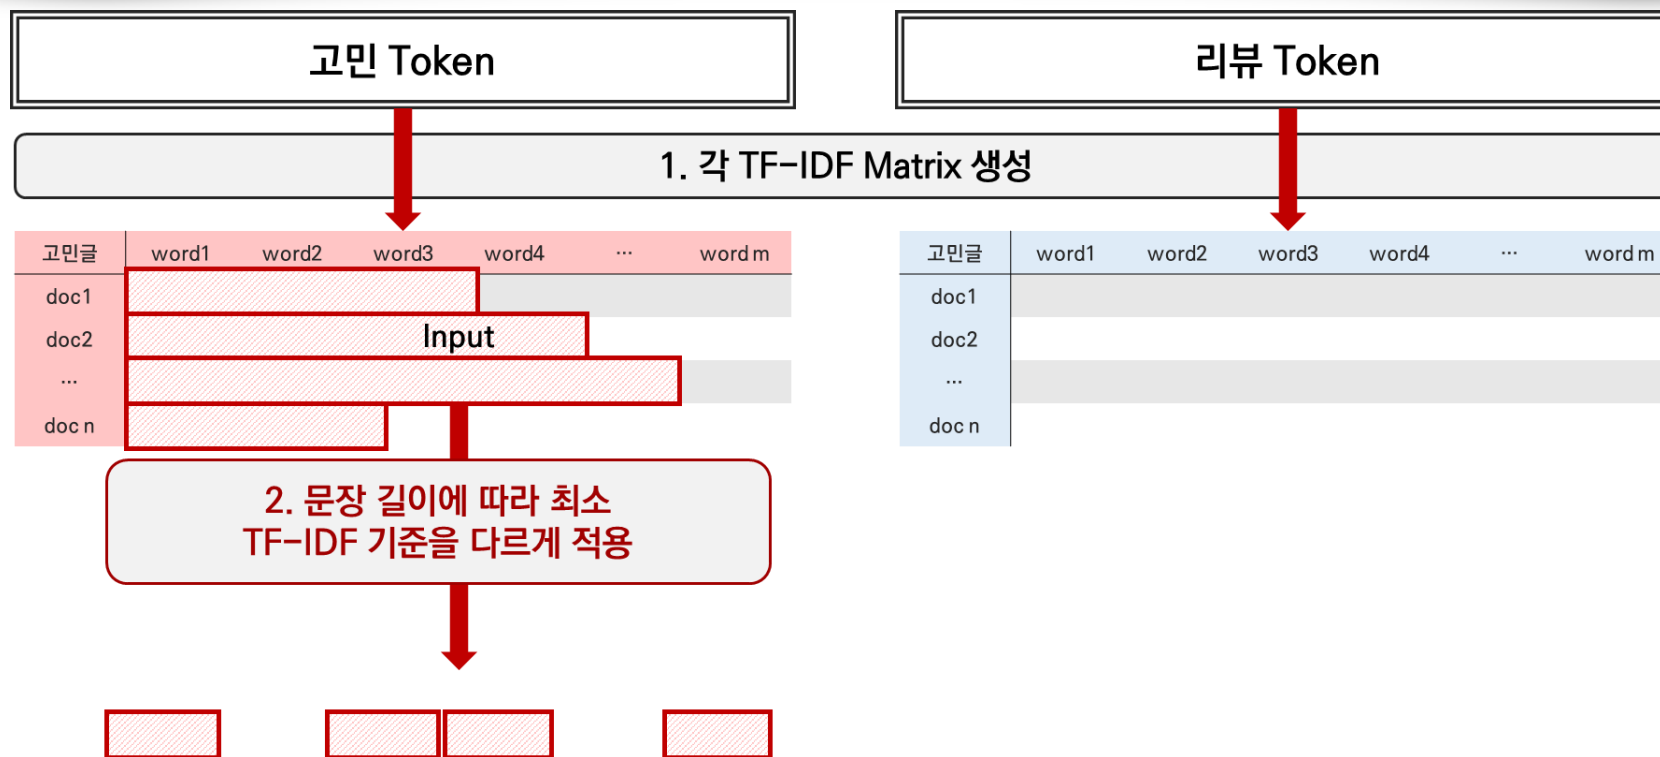 고민 Token
리뷰 Token
1. 각 TF-IDF Matrix 생성
고민글 word1 word2 word3 word4 ... word m
doc1
doc2
...
doc n
Input
고민글 word1 word2 word3 word4 ... word m
doc1
doc2
...
doc n
2. 문장 길이에 따라 최소
TF-IDF 기준을 다르게 적용